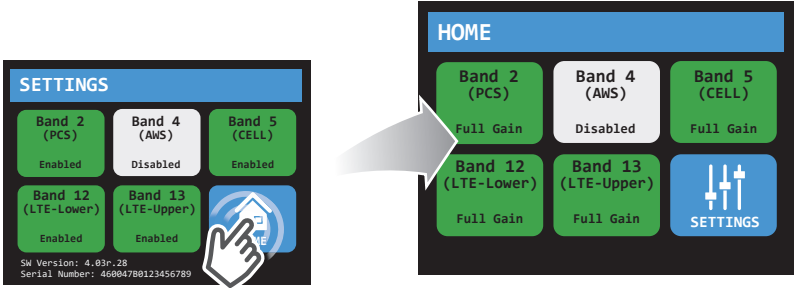 SETTINGS
Band 2
(PCS)
Enabled
Band 4
(AWS)
Disabled
Band 5
(CELL)
Enabled
Band 12
(LTE-Lower)
Enabled
Band 13
(LTE-Upper)
Enabled
SW Version: 4.03r.28
Serial Number: 460047B0123456789
HOME
Band 2
(PCS)
Full Gain
Band 4
(AWS)
Disabled
Band 5
(CELL)
Full Gain
Band 12
(LTE-Lower)
Full Gain
Band 13
(LTE-Upper)
Full Gain
SETTINGS